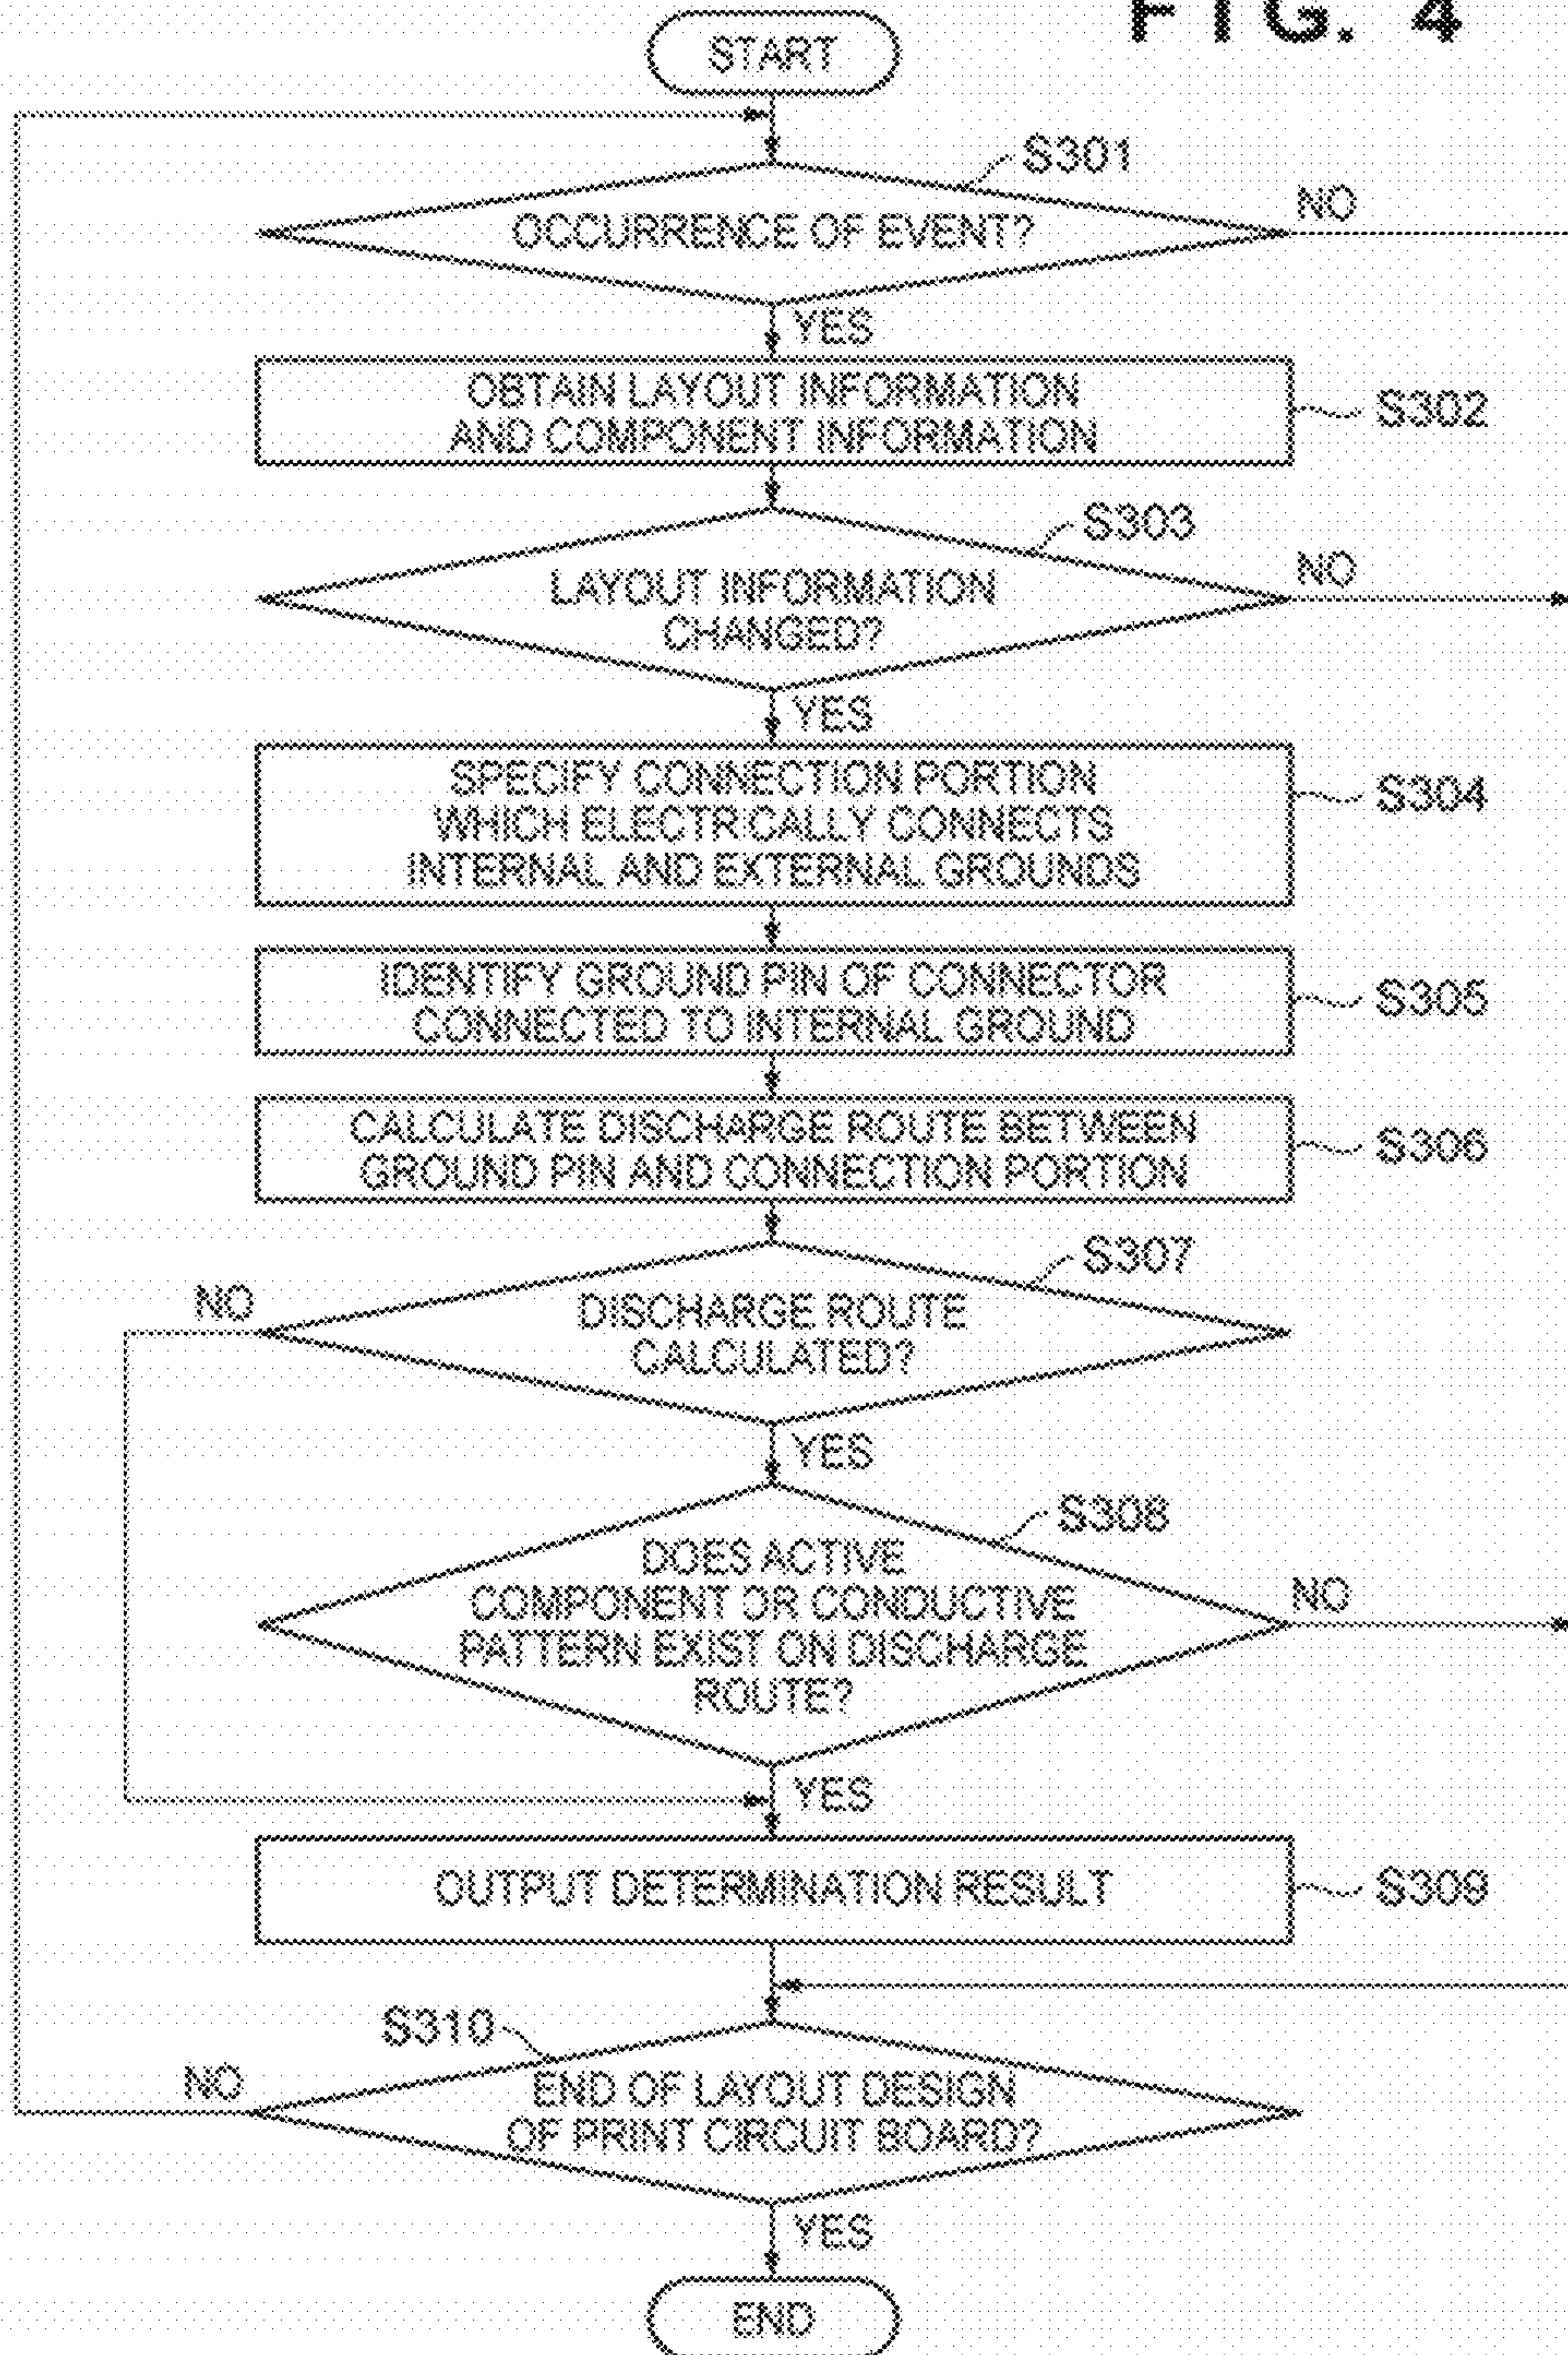 FIG. 4
START
S301
NO
OCCURRENCE OF EVENT?
YES
OBTAIN LAYOUT INFORMATION
AND COMPONENT INFORMATION
S302
S303
NO
LAYOUT INFORMATION
CHANGED?
YES
SPECIFY CONNECTION PORTION
WHICH ELECTRICALLY CONNECTS
INTERNAL AND EXTERNAL GROUNDS
S304
IDENTIFY GROUND PIN OF CONNECTOR
CONNECTED TO INTERNAL GROUND
S305
CALCULATE DISCHARGE ROUTE BETWEEN
GROUND PIN AND CONNECTION PORTION
S306
S307
NO
DISCHARGE ROUTE
CALCULATED?
YES
S308
DOES ACTIVE
COMPONENT OR CONDUCTIVE
PATTERN EXIST ON DISCHARGE
ROUTE?
NO
YES
OUTPUT DETERMINATION RESULT
S309
S310
NO
END OF LAYOUT DESIGN
OF PRINT CIRCUIT BOARD?
YES
END